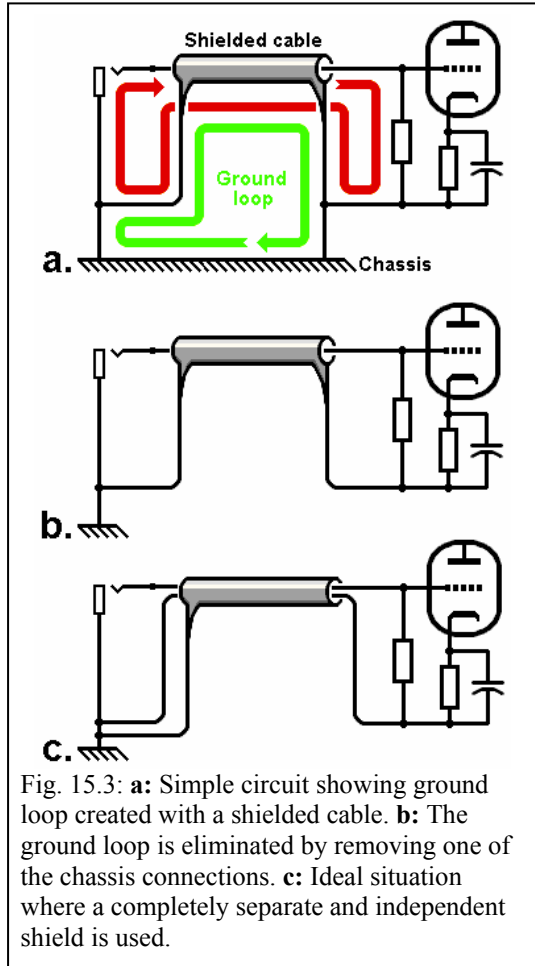 Shielded cable
Ground
loop
a.
Chassis
b.
c.
Fig. 15.3: a: Simple circuit showing ground
loop created with a shielded cable. b: The
ground loop is eliminated by removing one of
the chassis connections. c: Ideal situation
where a completely separate and independent
shield is used.